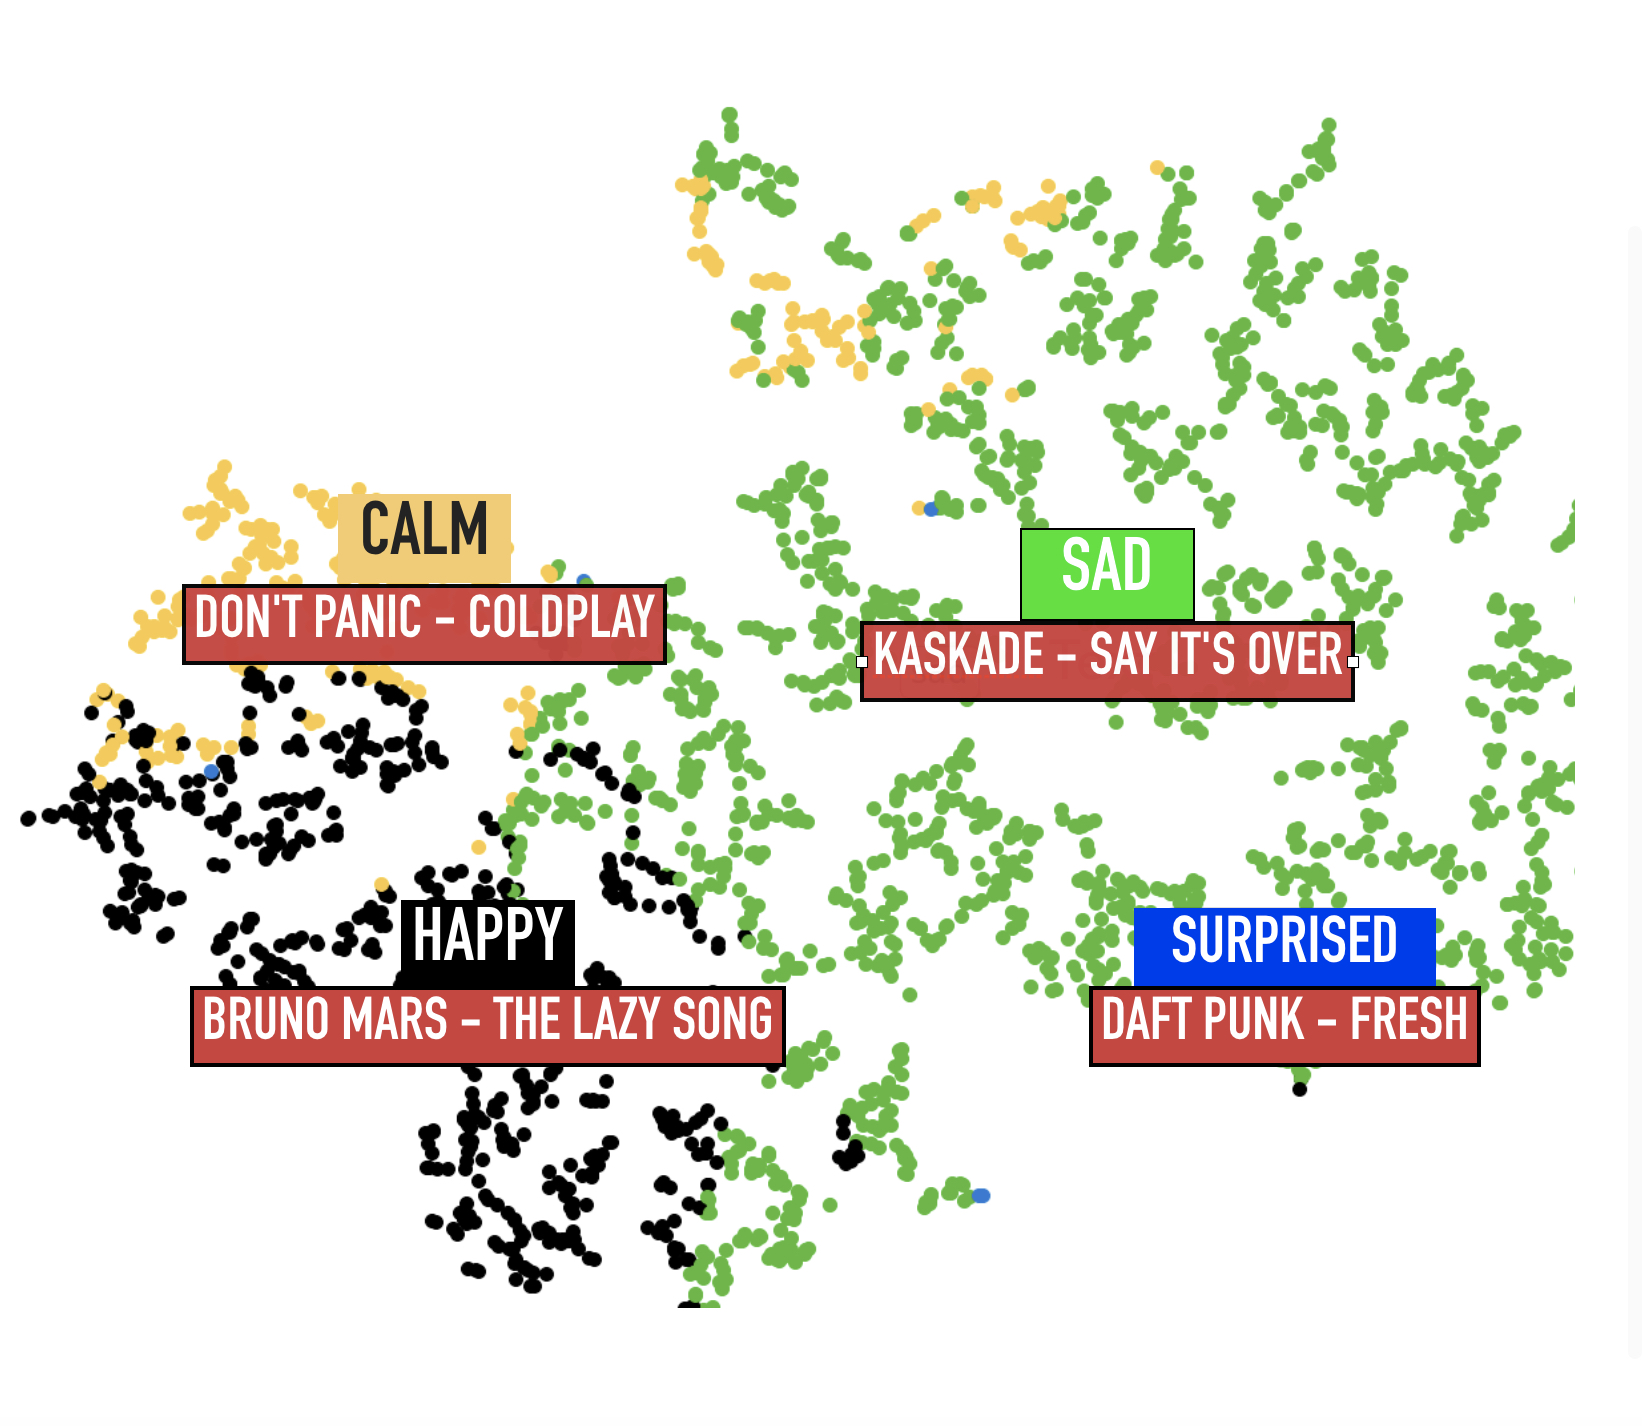 CALM
DON'T PANIC – COLDPLAY
SAD
KASKADE – SAY IT'S OVER
HAPPY
BRUNO MARS – THE LAZY SONG
SURPRISED
DAFT PUNK – FRESH